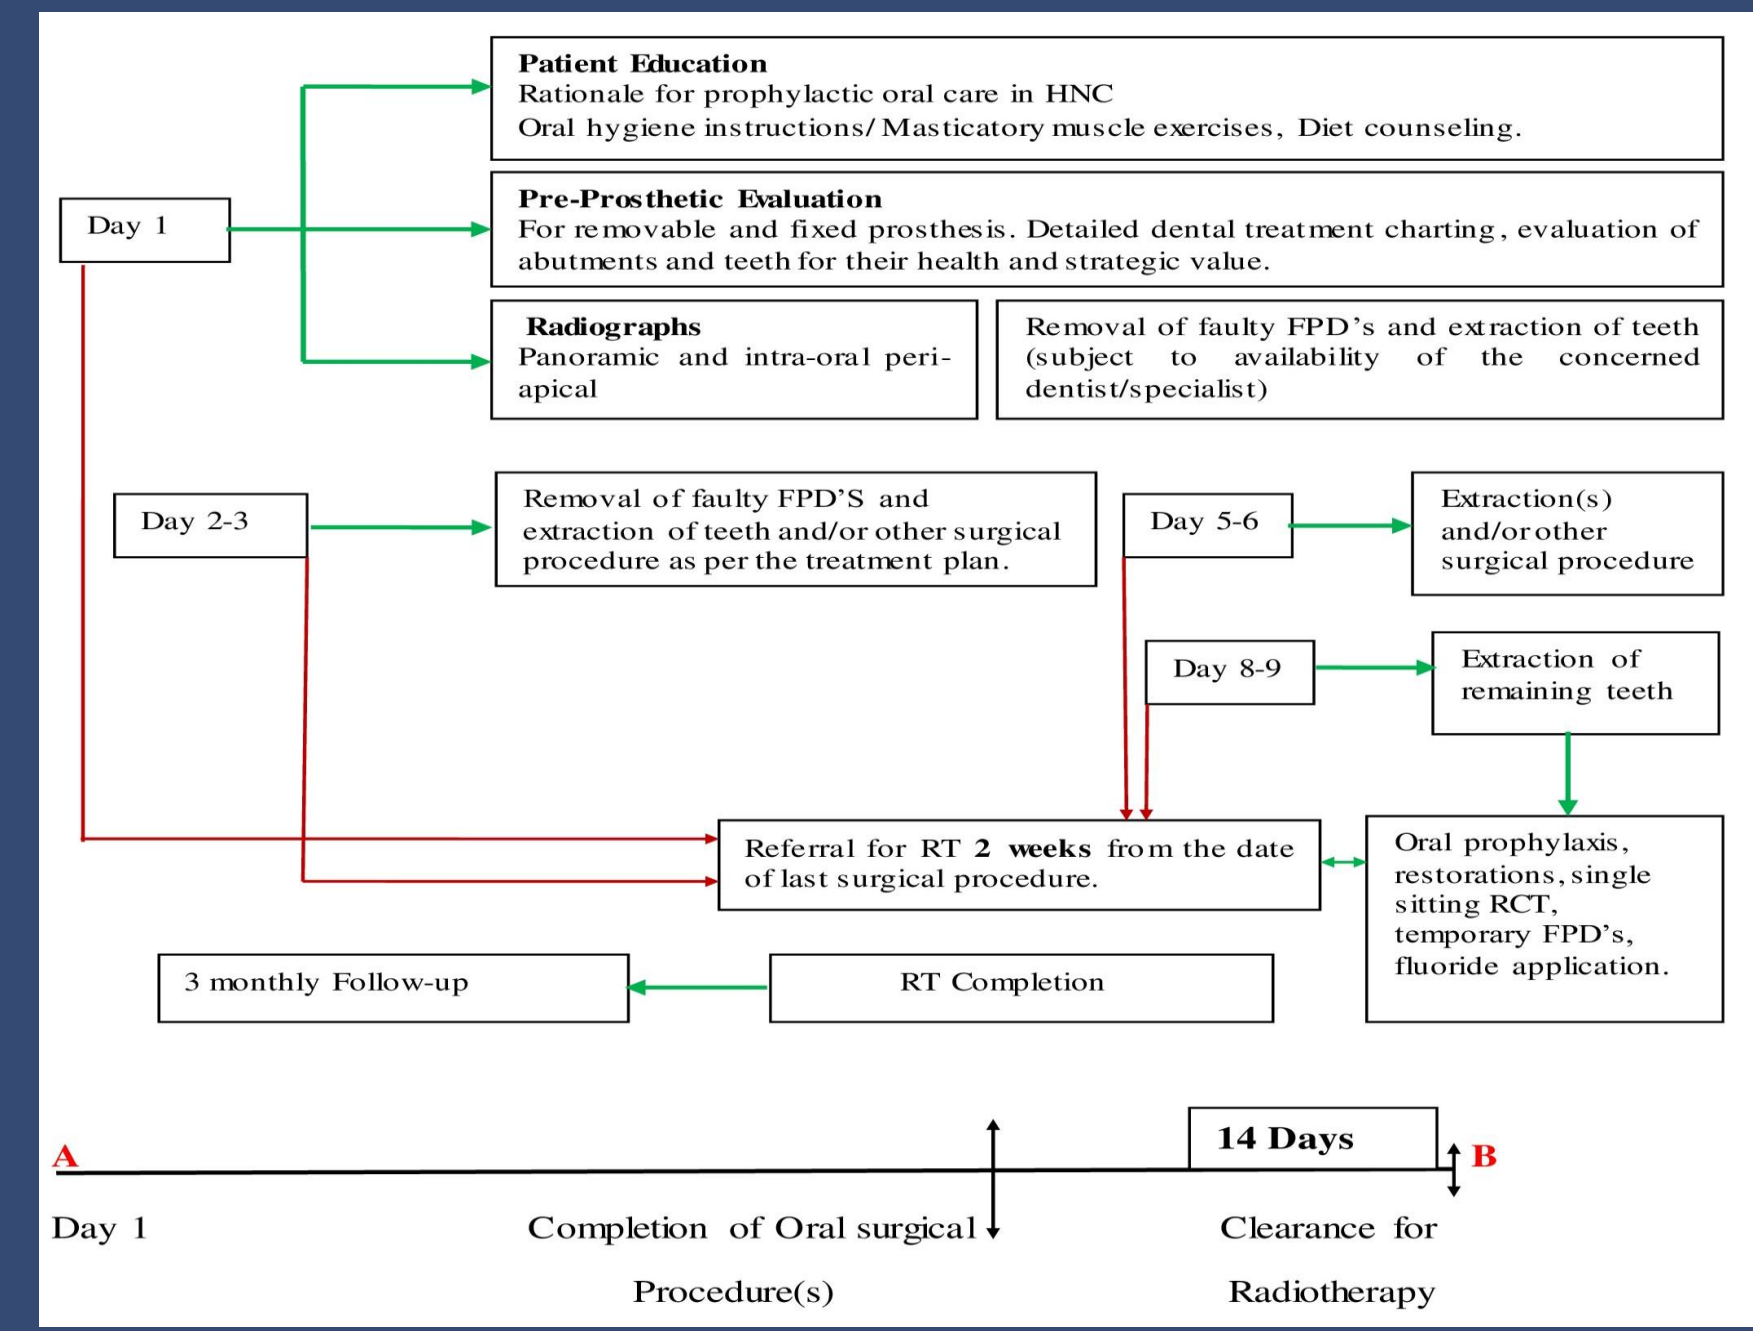 Patient Education
Rationale for prophylactic oral care in HNC
Oral hygiene instructions/ Masticatory muscle exercises, Diet counseling.
Day 1
Pre-Prosthetic Evaluation
For removable and fixed prosthesis. Detailed dental treatment charting, evaluation of
abutments and teeth for their health and strategic value.
Radiographs
Panoramic and intra-oral peri-
apical
Removal of faulty FPD's and extraction of teeth
(subject to availability of the concerned
dentist/specialist)
Day 2-3
Removal of faulty FPD'S and
extraction of teeth and/or other surgical
procedure as per the treatment plan.
Day 5-6
Extraction(s)
and/or other
surgical procedure
Day 8-9
Extraction of
remaining teeth
Referral for RT 2 weeks from the date
of last surgical procedure.
Oral prophylaxis,
restorations, single
sitting RCT,
temporary FPD's,
fluoride application.
3 monthly Follow-up
RT Completion
14 Days
A
B
Day 1
Completion of Oral surgical
Procedure(s)
Clearance for
Radiotherapy